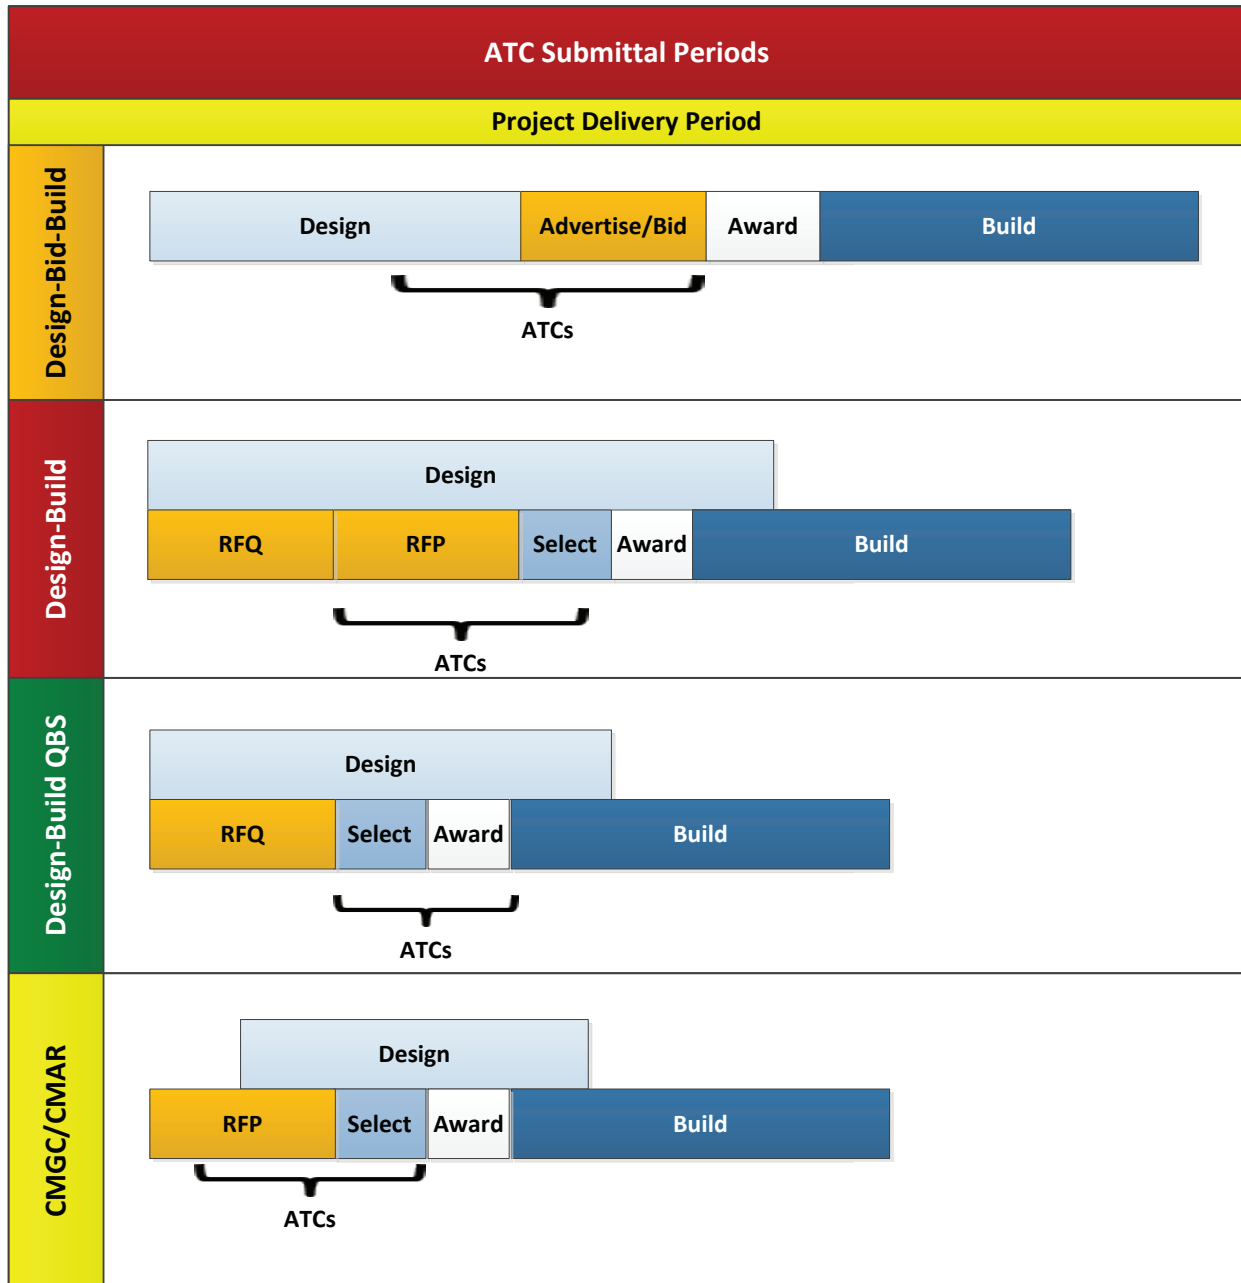 ATC Submittal Periods
Project Delivery Period
Design-Bid-Build
Design
Advertise/Bid
Award
Build
ATCs
Design-Build
Design
RFQ
RFP
Select
Award
Build
ATCs
Design-Build QBS
Design
RFQ
Select
Award
Build
ATCs
CMGC/CMAR
Design
RFP
Select
Award
Build
ATCs